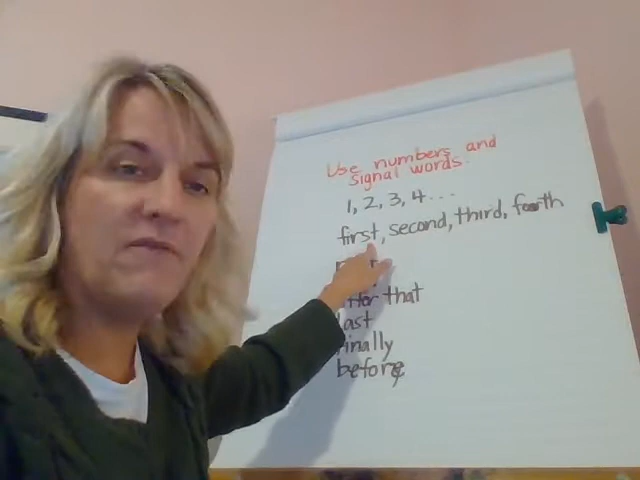 Use numbers and
signal words.
1, 2, 3, 4...
first, second, third, fourth
after that
last
finally
before